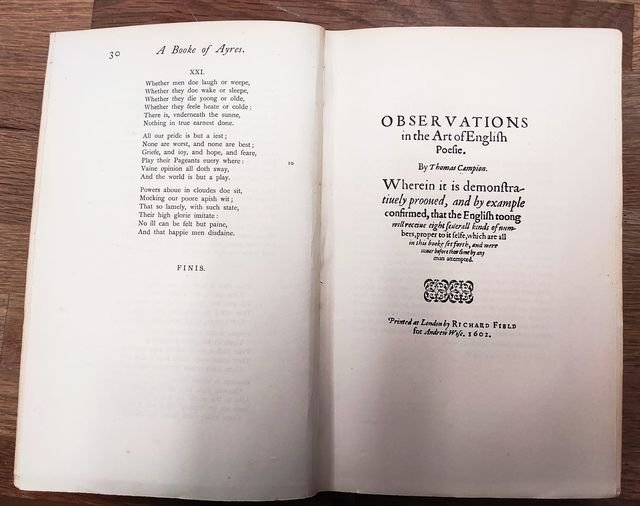 30
A Booke of Ayres.
XXI.
Whether men doe laugh or weepe,
Whether they doe wake or sleepe,
Whether they die yoong or olde,
Whether they feele heate or colde;
There is, vnderneath the sunne,
Nothing in true earnest done.
All our pride is but a iest;
None are worst, and none are best;
Griefe, and ioy, and hope, and feare,
Play their Pageants euery where:
10
Vaine opinion all doth sway,
And the world is but a play.
Powers aboue in cloudes doe sit,
Mocking our poore apish wit;
That so lamely, with such state,
Their high glorie imitate:
No ill can be felt but paine,
And that happie men disdaine.
FINIS.
OBSERVATIONS
in the Art of Engliſh
Poeſie.
By Thomas Campion.
Wherein it is demonſtra-
tiuely prooued, and by example
confirmed, that the Engliſh toong
will receiue eight ſeuerall kinds of num-
bers, proper to it ſelfe, which are all
in this booke ſet forth, and were
neuer before this time by any
man attempted.
Printed at London by RICHARD FIELD
for Andrew Wiſe. 1602.